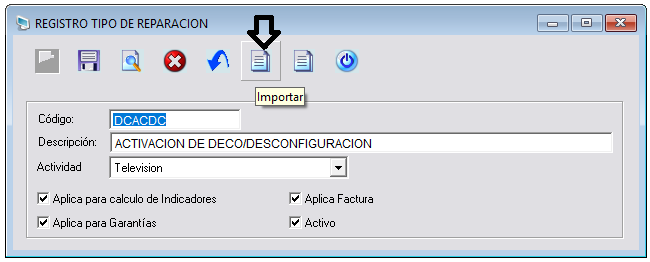 REGISTRO TIPO DE REPARACION
Importar
Código: DCACDC
Descripción: ACTIVACION DE DECO/DESCONFIGURACION
Actividad Television
Aplica para calculo de Indicadores Aplica Factura
Aplica para Garantías Activo